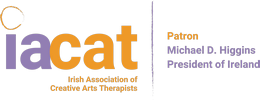 iacat
Irish Association of
Creative Arts Therapists
Patron
Michael D. Higgins
President of Ireland